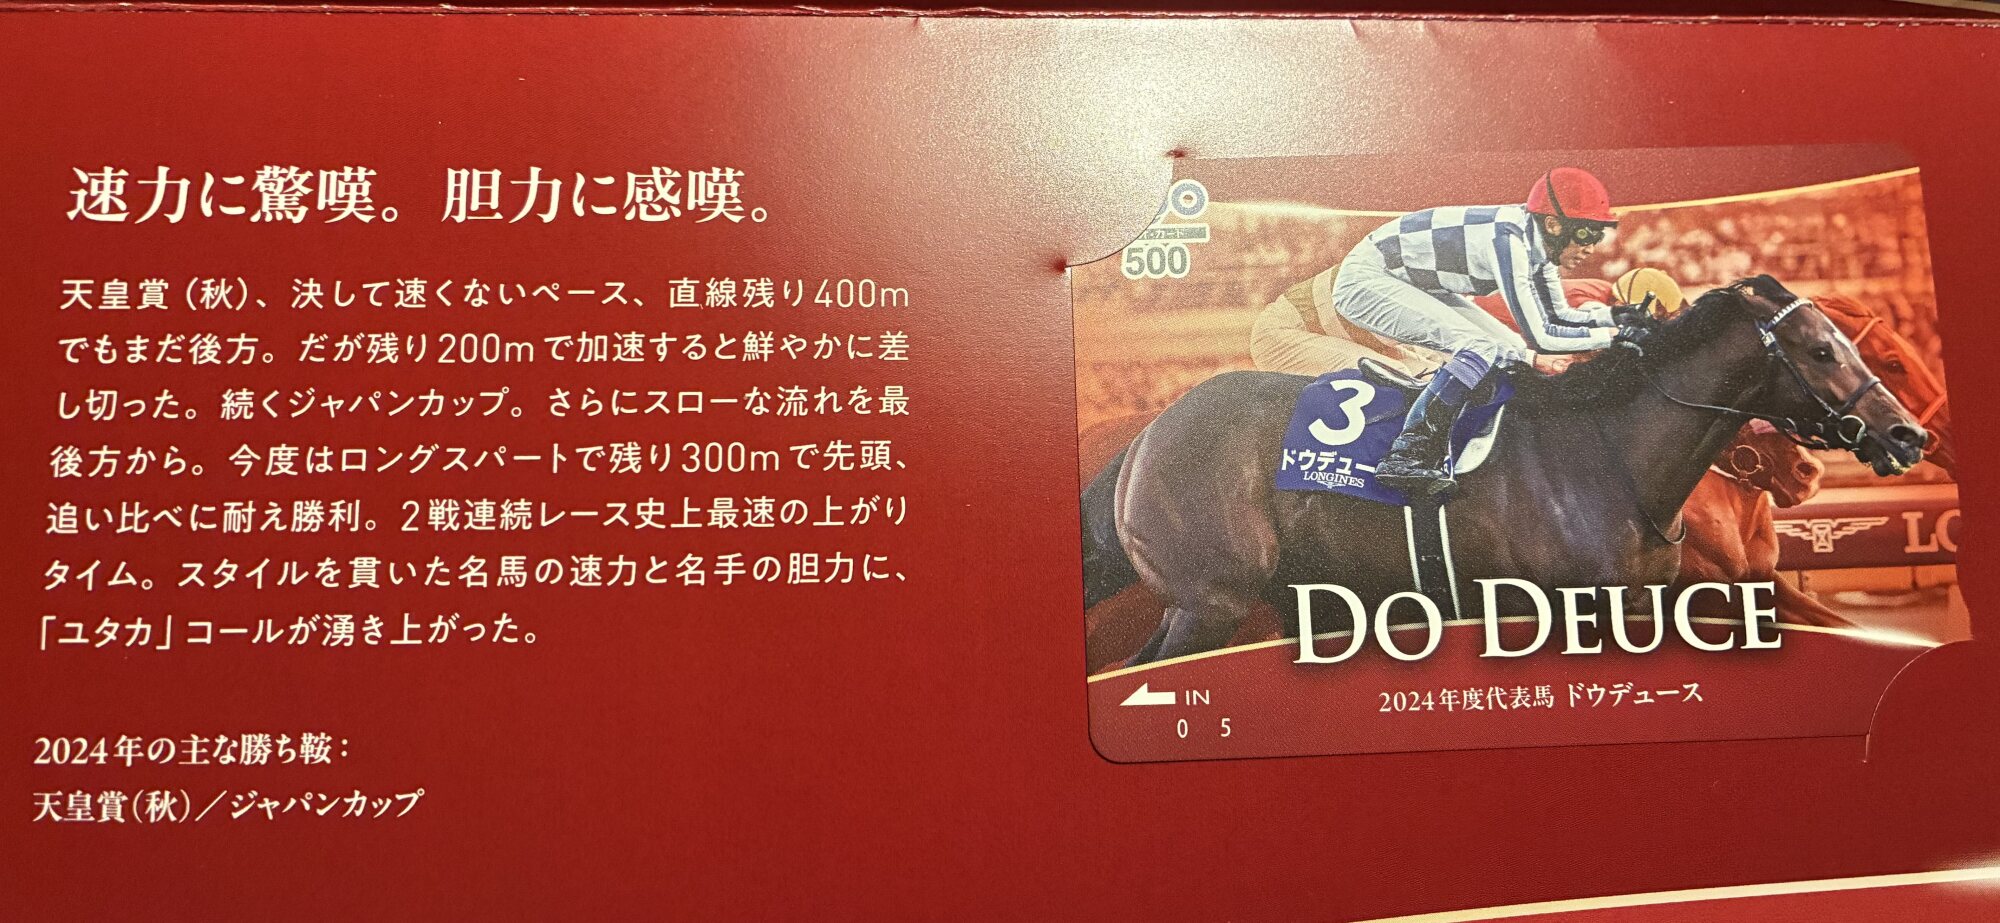 速力に驚嘆。胆力に感嘆。
天皇賞（秋）、決して速くないペース、直線残り400m
でもまだ後方。だが残り200mで加速すると鮮やかに差
し切った。続くジャパンカップ。さらにスローな流れを最
後方から。今度はロングスパートで残り300mで先頭、
追い比べに耐え勝利。2戦連続レース史上最速の上がり
タイム。スタイルを貫いた名馬の速力と名手の胆力に、
「ユタカ」コールが湧き上がった。
2024年の主な勝ち鞍：
天皇賞（秋）／ジャパンカップ
500
3
ドウデュー
LONGINES
DO DEUCE
2024年度代表馬 ドウデュース
IN
0 5